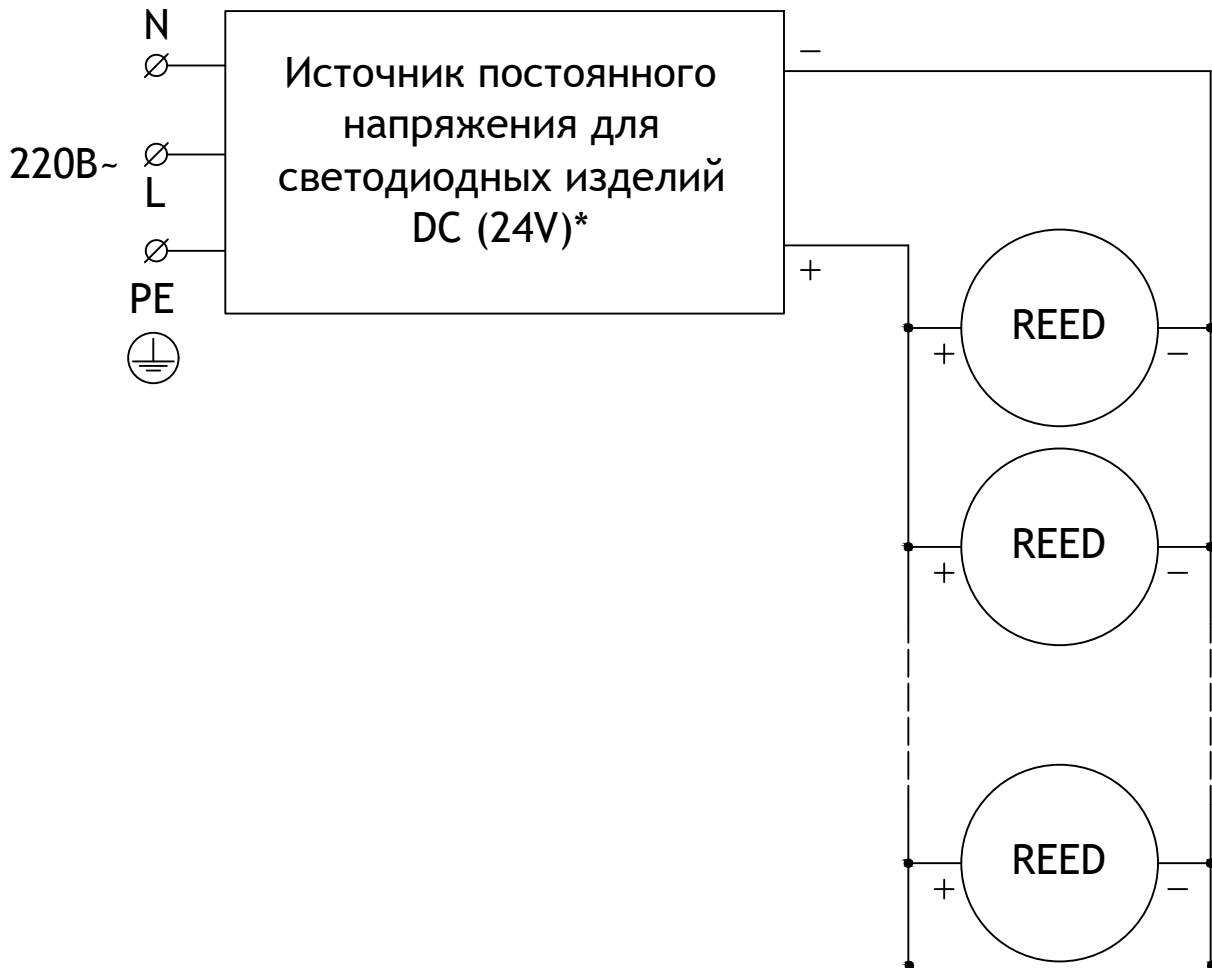 N
220В~
L
PE
Источник постоянного
напряжения для
светодиодных изделий
DC (24V)*
−
+
REED
+
−
REED
+
−
REED
+
−